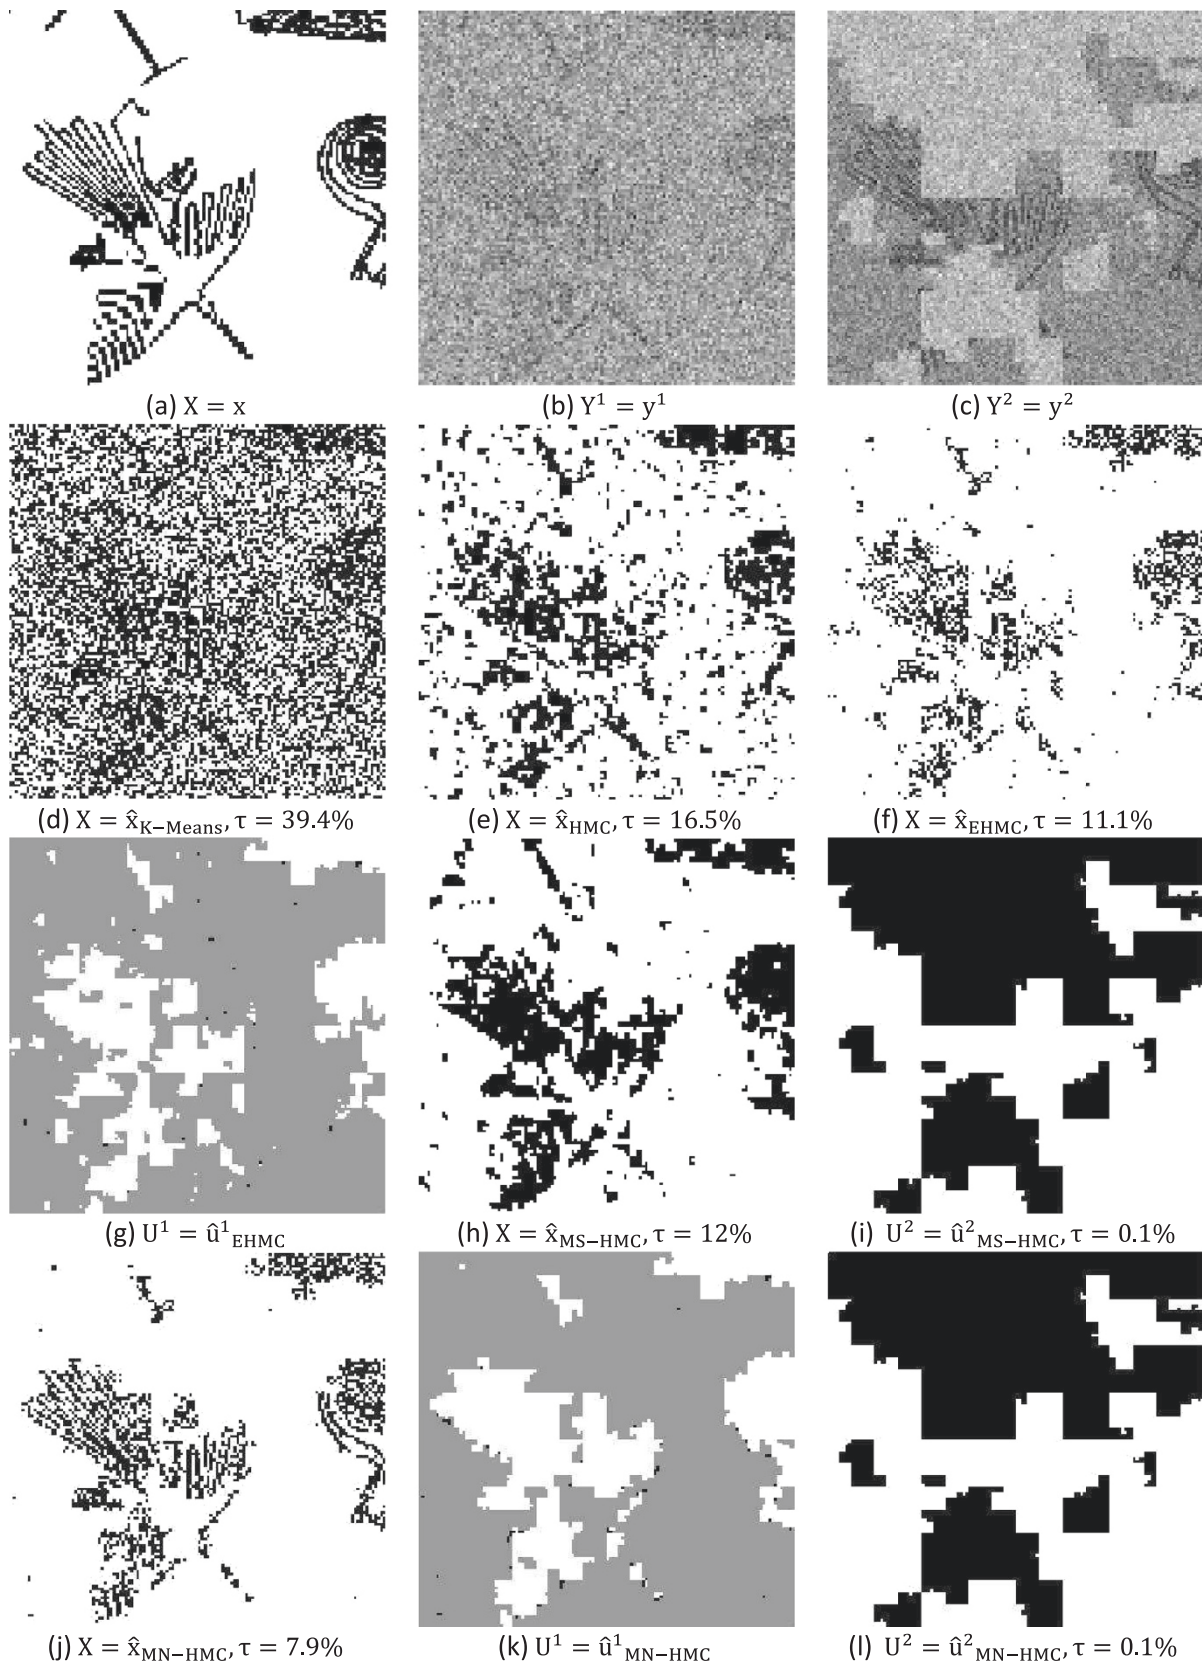 (a) X = x
(b) Y¹ = y¹
(c) Y² = y²
(d) X = x̂K−Means, τ = 39.4%
(e) X = x̂HMC, τ = 16.5%
(f) X = x̂EHMC, τ = 11.1%
(g) U¹ = û¹EHMC
(h) X = x̂MS−HMC, τ = 12%
(i) U² = û²MS−HMC, τ = 0.1%
(j) X = x̂MN−HMC, τ = 7.9%
(k) U¹ = û¹MN−HMC
(l) U² = û²MN−HMC, τ = 0.1%